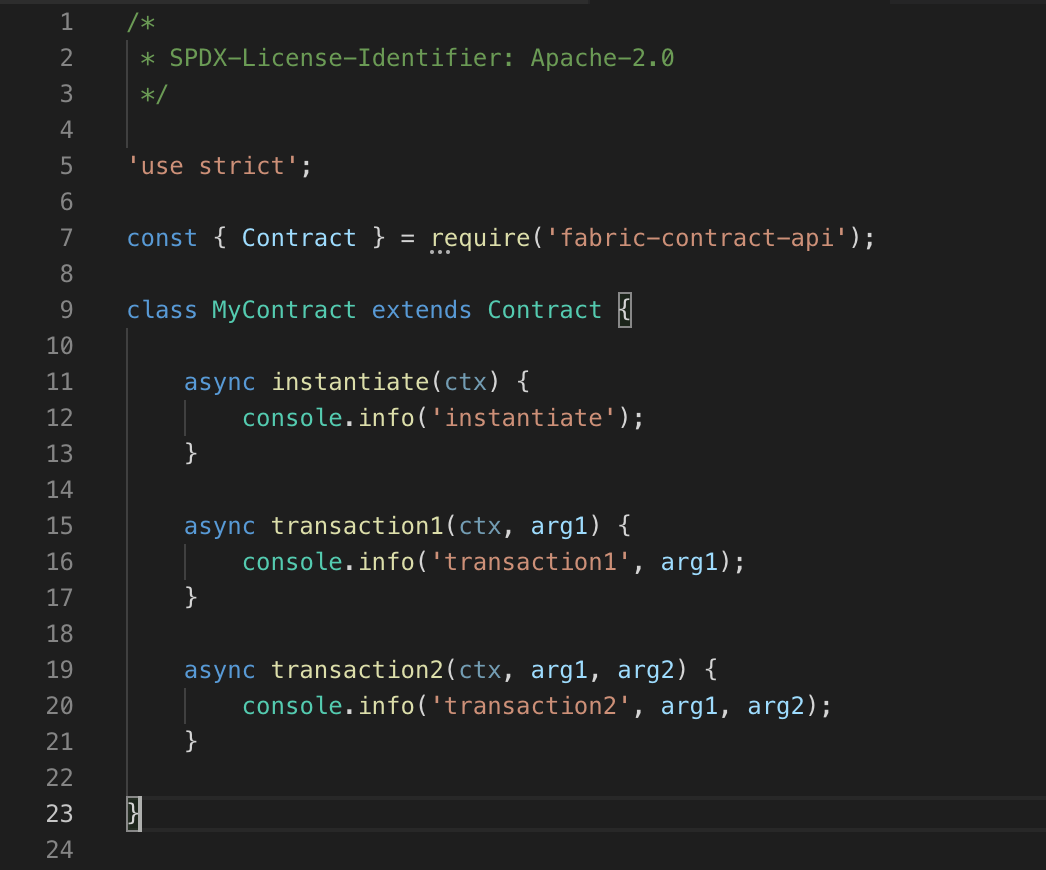 1 /*
2 * SPDX-License-Identifier: Apache-2.0
3 */
4
5 'use strict';
6
7 const { Contract } = require('fabric-contract-api');
8
9 class MyContract extends Contract {
10
11 async instantiate(ctx) {
12 console.info('instantiate');
13 }
14
15 async transaction1(ctx, arg1) {
16 console.info('transaction1', arg1);
17 }
18
19 async transaction2(ctx, arg1, arg2) {
20 console.info('transaction2', arg1, arg2);
21 }
22
23 }
24